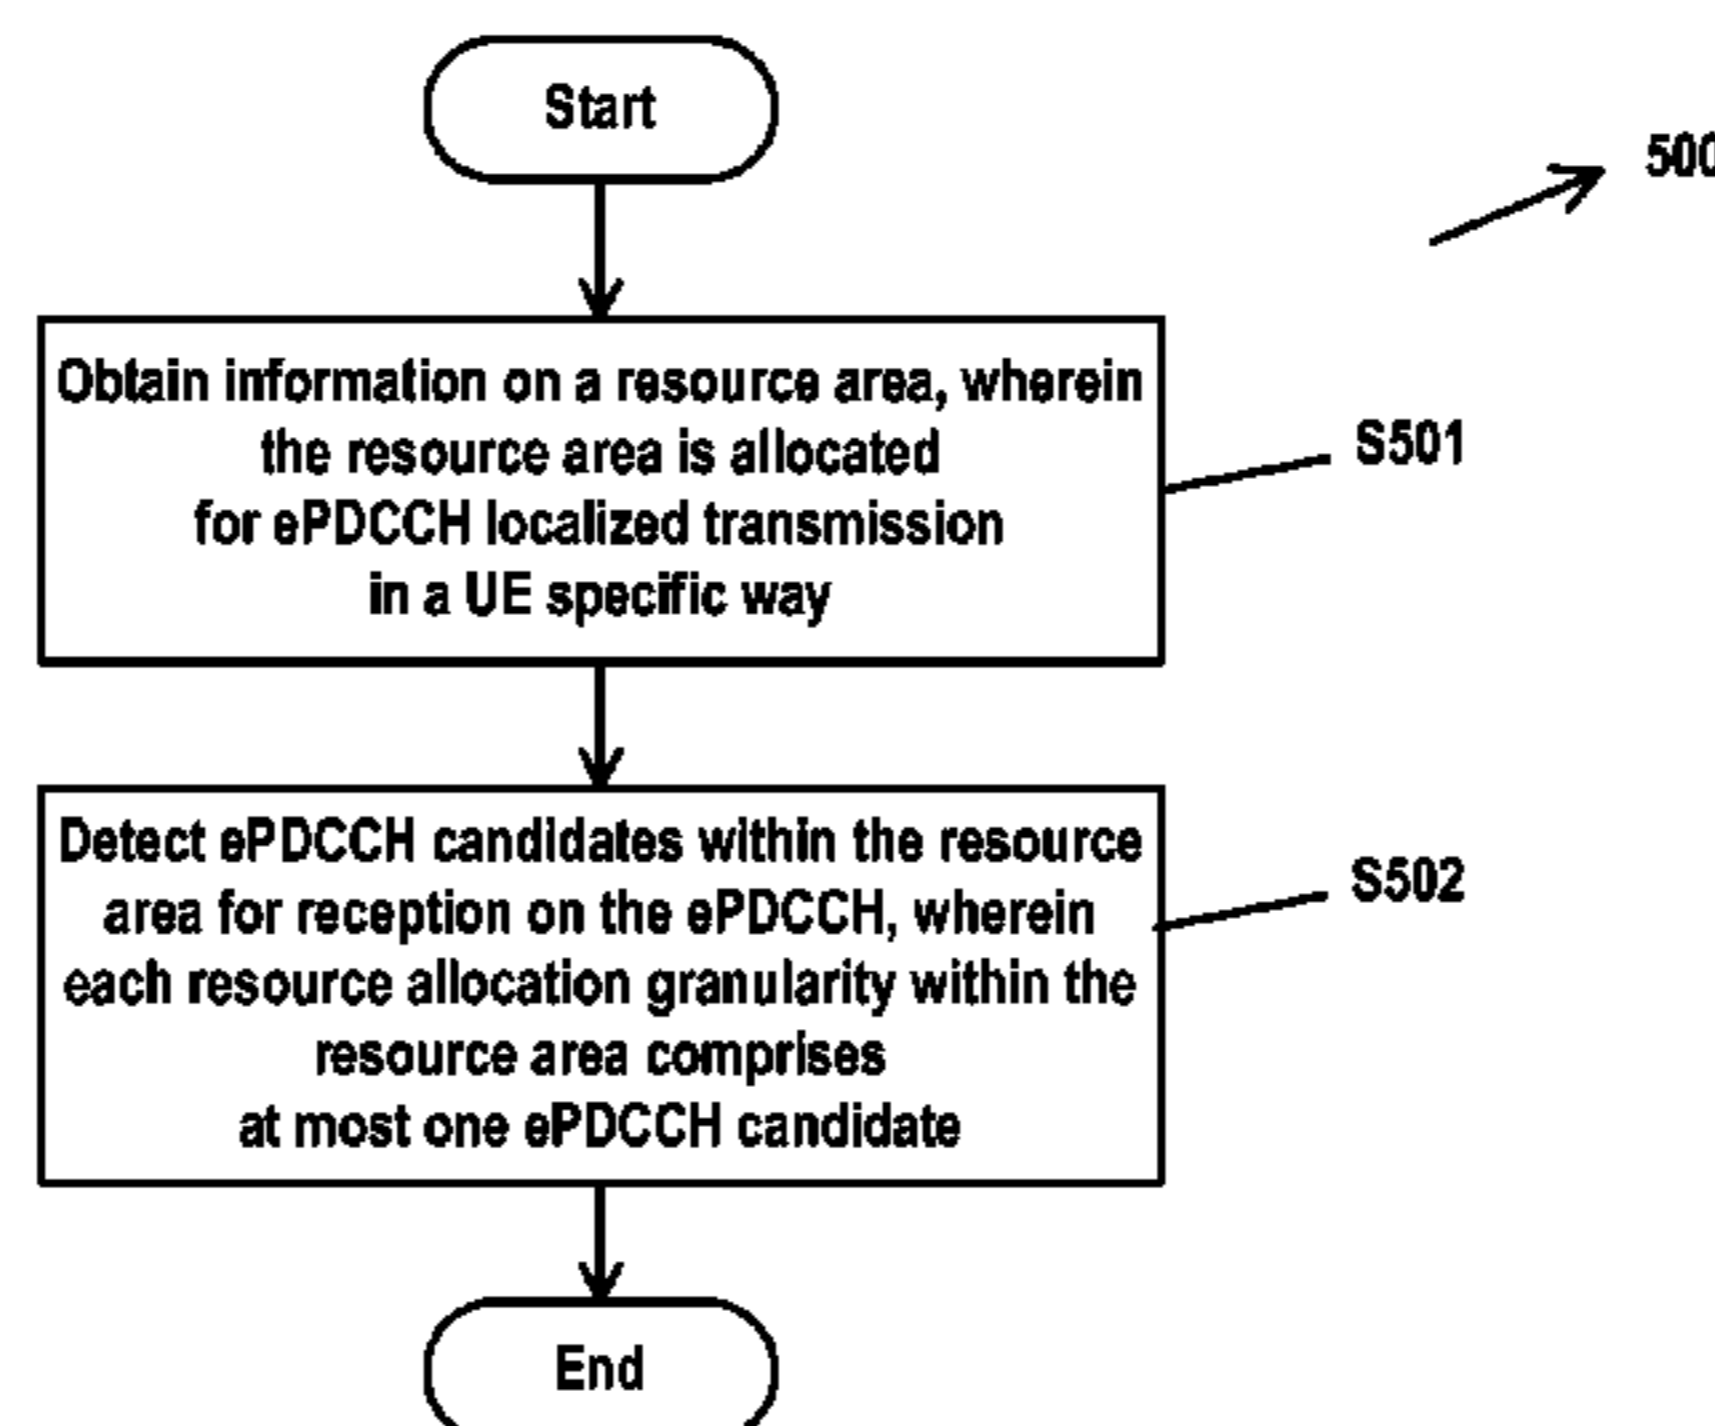 Start
500
Obtain information on a resource area, wherein
the resource area is allocated
for ePDCCH localized transmission
in a UE specific way
S501
Detect ePDCCH candidates within the resource
area for reception on the ePDCCH, wherein
each resource allocation granularity within the
resource area comprises
at most one ePDCCH candidate
S502
End